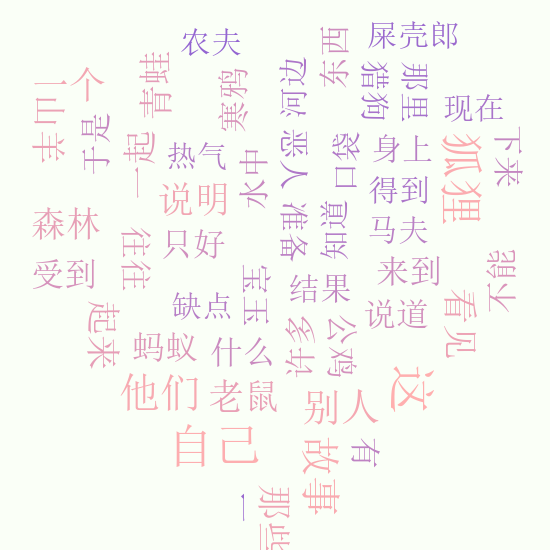 农夫
东西
屎壳郎
一个
青蛙
寒鸦
河边
猎狗
那里
现在
山羊
于是
一起
热气
水中
恶人
口袋
身上
狐狸
下来
说明
得到
森林
往往
只好
准备
知道
马夫
受到
王宫
结果
来到
不错
起来
缺点
许多
公鸡
说道
看见
蚂蚁
什么
他们
老鼠
别人
这
自己
故事
有
一
那些